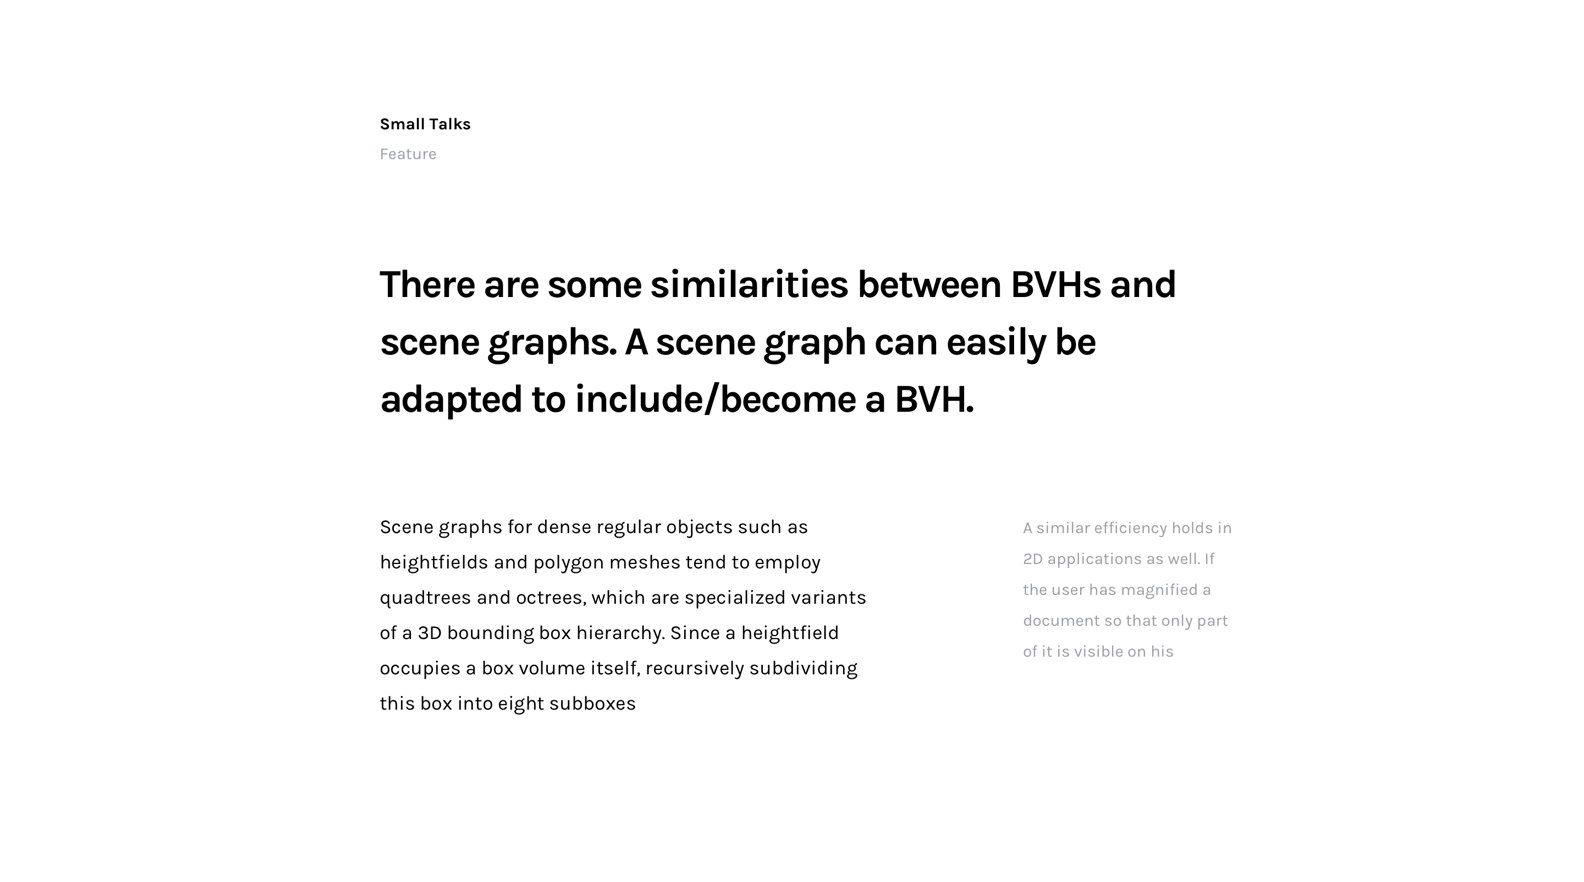 Small Talks
Feature
There are some similarities between BVHs and
scene graphs. A scene graph can easily be
adapted to include/become a BVH.
Scene graphs for dense regular objects such as
heightfields and polygon meshes tend to employ
quadtrees and octrees, which are specialized variants
of a 3D bounding box hierarchy. Since a heightfield
occupies a box volume itself, recursively subdividing
this box into eight subboxes
A similar efficiency holds in
2D applications as well. If
the user has magnified a
document so that only part
of it is visible on his